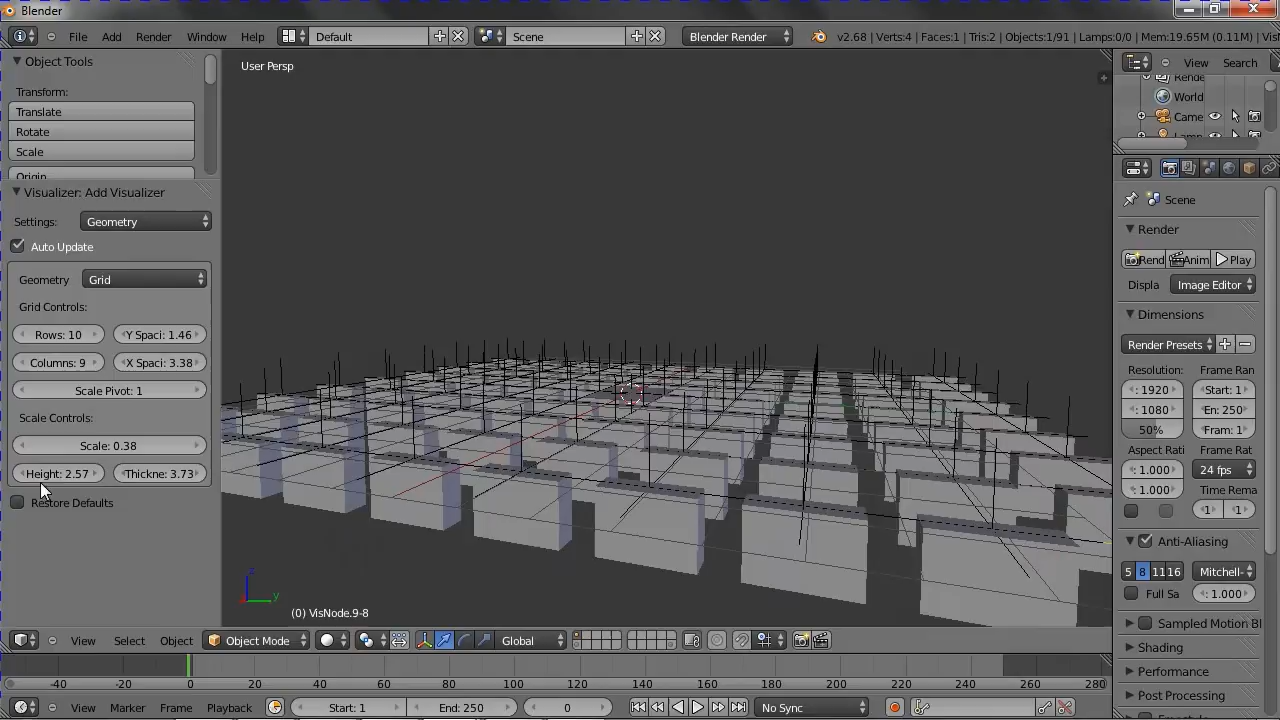 Blender
File Add Render Window Help Default Scene Blender Render v2.68 | Verts:4 | Faces:1 | Tris:2 | Objects:1/91 | Lamps:0/0 | Mem:19.65M (0.11M) | Vis
Object Tools
Transform:
Translate
Rotate
Scale
Origin
Visualizer: Add Visualizer
Settings: Geometry
Auto Update
Geometry Grid
Grid Controls:
Rows: 10 Y Spaci: 1.46
Columns: 9 X Spaci: 3.38
Scale Pivot: 1
Scale Controls:
Scale: 0.38
Height: 2.57 Thickne: 3.73
Restore Defaults
User Persp
z
y
(0) VisNode.9-8
View Search
Rende
World
Came
Lamp
Scene
Render
Rend Anim Play
Displa Image Editor
Dimensions
Render Presets
Resolution: Frame Ran
: 1920 Start: 1
: 1080 En: 250
50% Fram: 1
Aspect Rati Frame Rat
: 1.000 24 fps
: 1.000 Time Rema
1 1
Anti-Aliasing
5 8 11 16 Mitchell-
Full Sa : 1.000
Sampled Motion Bl
Shading
Performance
Post Processing
View Select Object Object Mode Global
-40 -20 0 20 40 60 80 100 120 140 160 180 200 220 240 260 280
View Marker Frame Playback Start: 1 End: 250 0 No Sync